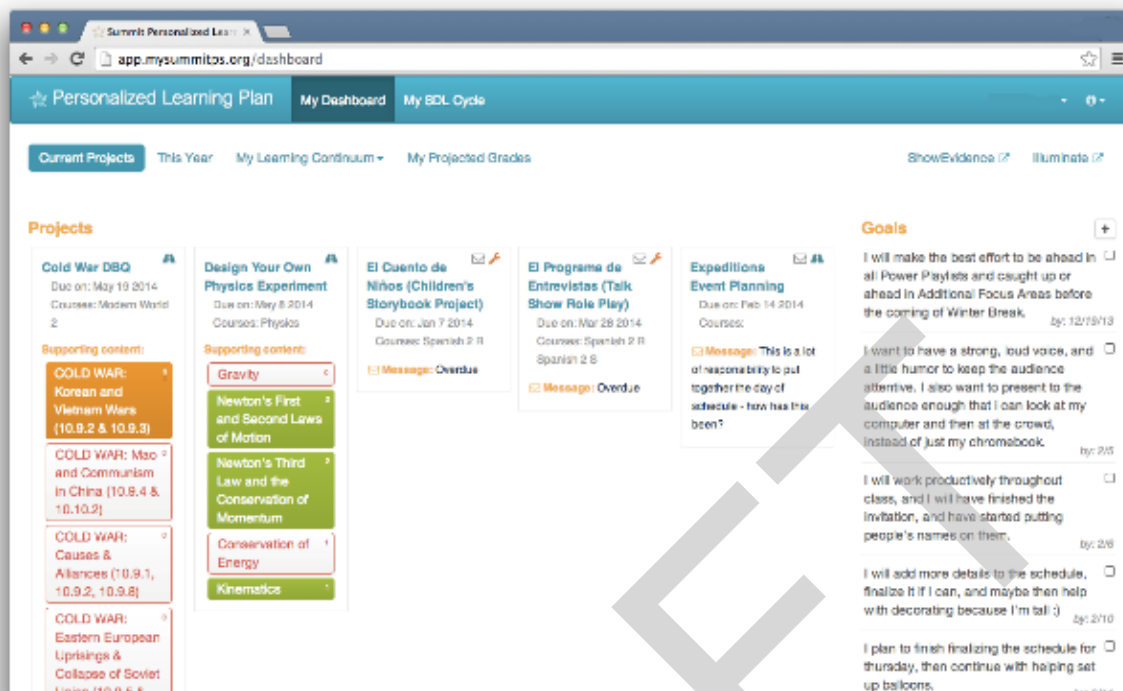 Summit Personalized Lear
app.mysummitps.org/dashboard
Personalized Learning Plan My Dashboard My SDL Cycle
Current Projects This Year My Learning Continuum My Projected Grades ShowEvidence Illuminate
Projects
Cold War DBQ
Due on: May 19 2014
Courses: Modern World
2
Supporting content:
COLD WAR:
Korean and
Vietnam Wars
(10.9.2 & 10.9.3)
COLD WAR: Mao
and Communism
in China (10.9.4 &
10.10.2)
COLD WAR:
Causes &
Alliances (10.9.1,
10.9.2, 10.9.8)
COLD WAR:
Eastern European
Uprisings &
Collapse of Soviet
Design Your Own
Physics Experiment
Due on: May 8 2014
Courses: Physics
Supporting content:
Gravity
Newton's First
and Second Laws
of Motion
Newton's Third
Law and the
Conservation of
Momentum
Conservation of
Energy
Kinematics
El Cuento de
Niños (Children's
Storybook Project)
Due on: Jan 7 2014
Courses: Spanish 2 R
Message: Overdue
El Programa de
Entrevistas (Talk
Show Role Play)
Due on: Mar 28 2014
Courses: Spanish 2 R
Spanish 2 S
Message: Overdue
Expeditions
Event Planning
Due on: Feb 14 2014
Courses:
Message: This is a lot
of responsibility to put
together the day of
schedule - how has this
been?
Goals
+
I will make the best effort to be ahead in
all Power Playlists and caught up or
ahead in Additional Focus Areas before
the coming of Winter Break.
by: 12/19/13
I want to have a strong, loud voice, and
a little humor to keep the audience
attentive. I also want to present to the
audience enough that I can look at my
computer and then at the crowd,
instead of just my chromebook.
by: 2/5
I will work productively throughout
class, and I will have finished the
invitation, and have started putting
people's names on them.
by: 2/6
I will add more details to the schedule,
finalize it if I can, and maybe then help
with decorating because I'm tall :)
by: 2/10
I plan to finish finalizing the schedule for
thursday, then continue with helping set
up balloons.